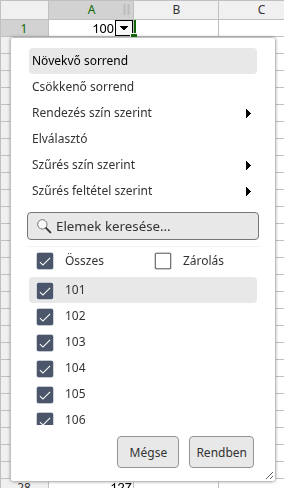 A B C
1 100
Növekvő sorrend
Csökkenő sorrend
Rendezés szín szerint
Elválasztó
Szűrés szín szerint
Szűrés feltétel szerint
Elemek keresése...
Összes Zárolás
101
102
103
104
105
106
Mégse Rendben
28 127